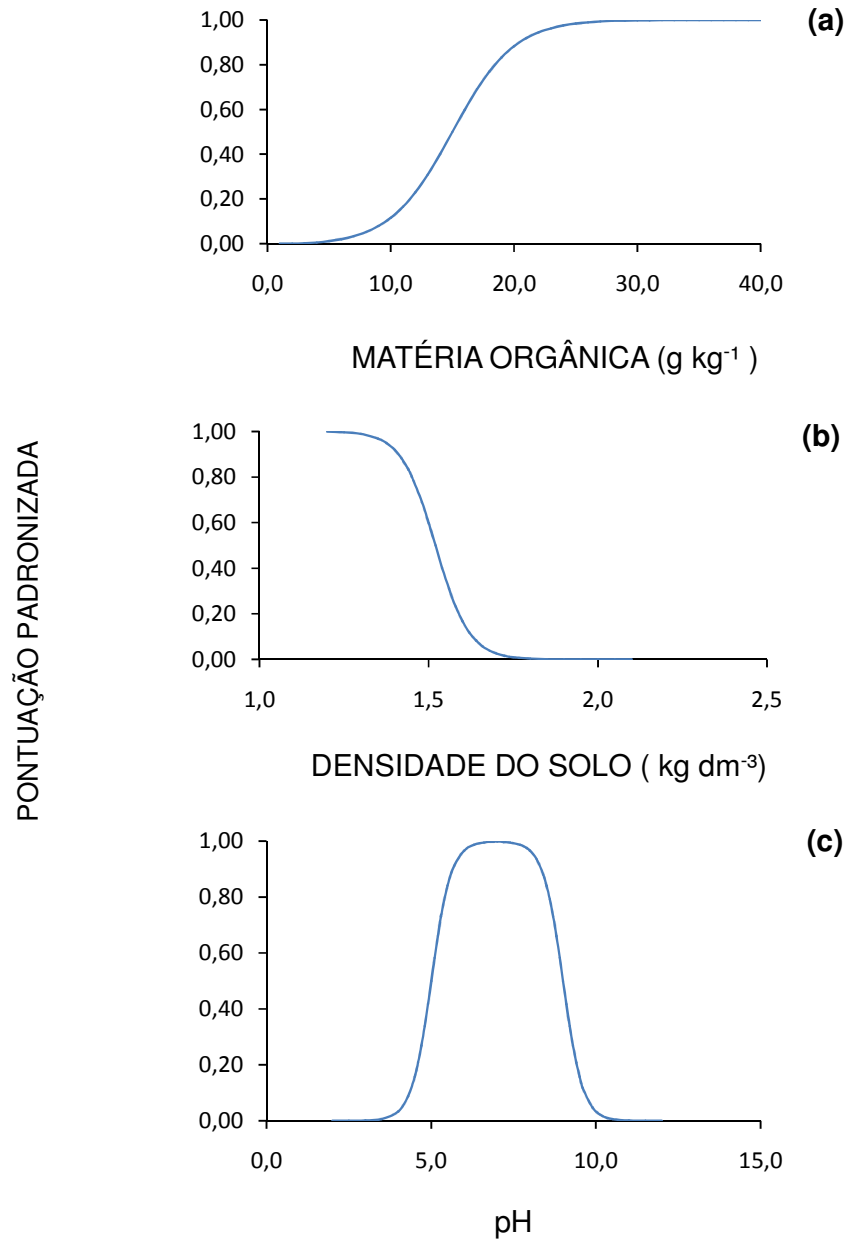 PONTUAÇÃO PADRONIZADA
(a)
1,00
0,80
0,60
0,40
0,20
0,00
0,0 10,0 20,0 30,0 40,0
MATÉRIA ORGÂNICA (g kg⁻¹ )
(b)
1,00
0,80
0,60
0,40
0,20
0,00
1,0 1,5 2,0 2,5
DENSIDADE DO SOLO ( kg dm⁻³)
(c)
1,00
0,80
0,60
0,40
0,20
0,00
0,0 5,0 10,0 15,0
pH